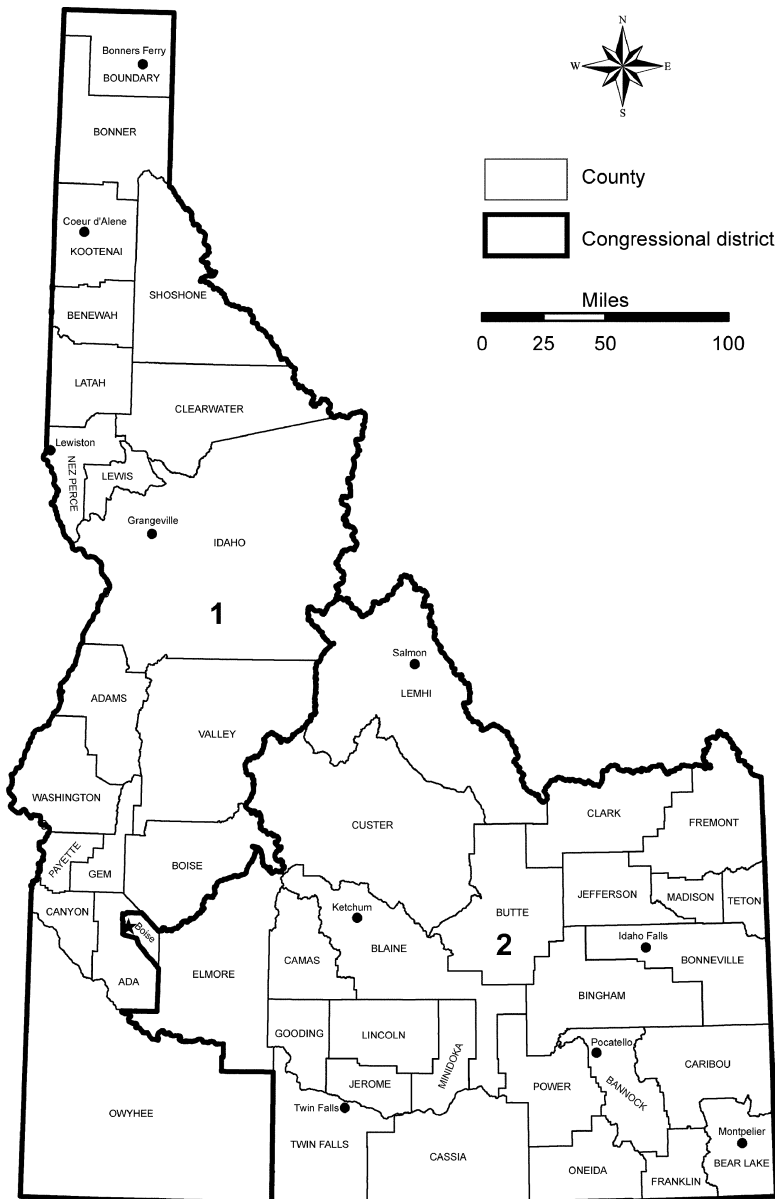 N
W
E
S
County
Congressional district
Miles
0 25 50 100
Bonners Ferry
BOUNDARY
BONNER
Coeur d'Alene
KOOTENAI
SHOSHONE
BENEWAH
LATAH
CLEARWATER
Lewiston
NEZ PERCE
LEWIS
Grangeville
IDAHO
1
Salmon
LEMHI
ADAMS
VALLEY
WASHINGTON
CUSTER
CLARK
FREMONT
PAYETTE
GEM
BOISE
JEFFERSON
MADISON
TETON
CANYON
Boise
Ketchum
BLAINE
BUTTE
2
Idaho Falls
BONNEVILLE
ADA
ELMORE
CAMAS
BINGHAM
GOODING
LINCOLN
MINIDOKA
Pocatello
CARIBOU
JEROME
POWER
BANNOCK
OWYHEE
Twin Falls
TWIN FALLS
CASSIA
ONEIDA
FRANKLIN
Montpelier
BEAR LAKE